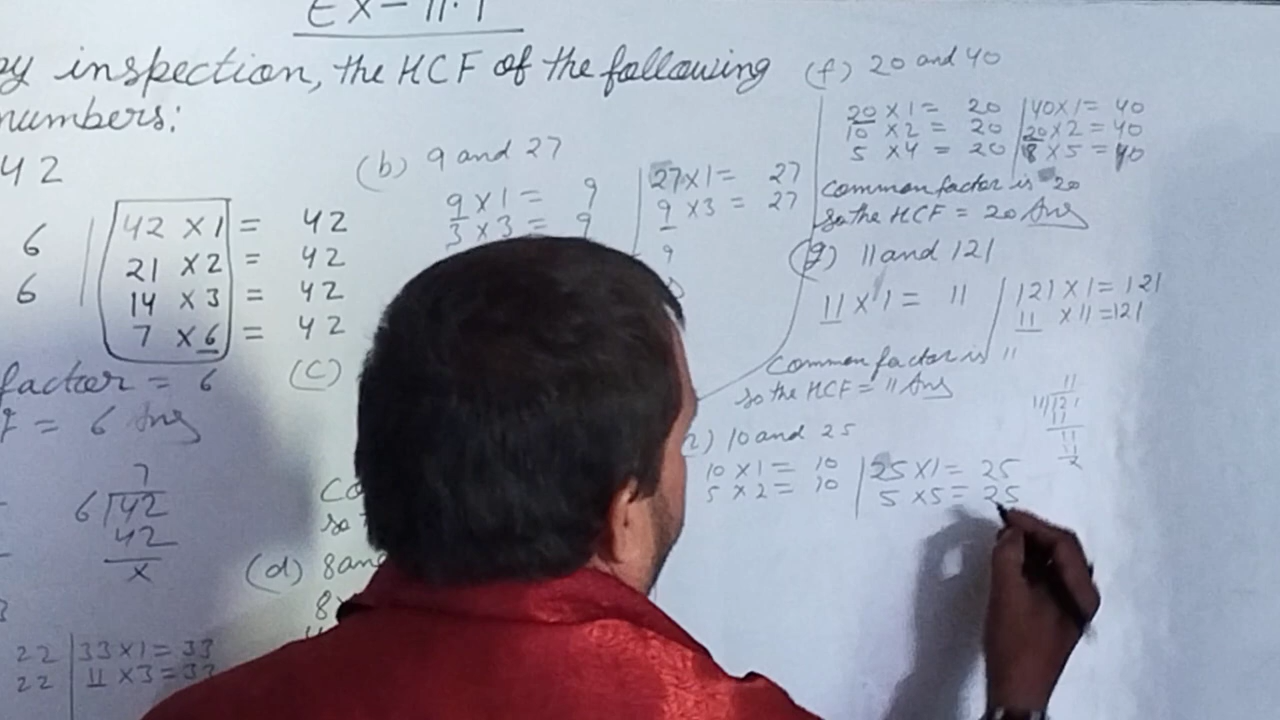 Ex-11.1
by inspection, the HCF of the following
numbers:
42
6
6
42 × 1 = 42
21 × 2 = 42
14 × 3 = 42
7 × 6 = 42
factor = 6
= 6 Ans
7
6)42
42
x
22 | 33×1 = 33
22 | 11 ×3 = 33
(b) 9 and 27
9 × 1 = 9 | 27×1 = 27
3 × 3 = 9 | 9 ×3 = 27
9
(c)
so
(d) 8 and
(f) 20 and 40
20 × 1 = 20 | 40×1 = 40
10 × 2 = 20 | 20×2 = 40
5 × 4 = 20 | 8 ×5 = 40
Common factor is 20
so the HCF = 20 Ans
(g) 11 and 121
11 × 1 = 11 | 121 ×1 = 121
11 ×11 = 121
Common factor is 11
so the HCF = 11 Ans
11
11)121
11
11
11
x
(h) 10 and 25
10 ×1 = 10 | 25×1 = 25
5 ×2 = 10 | 5 ×5 = 25